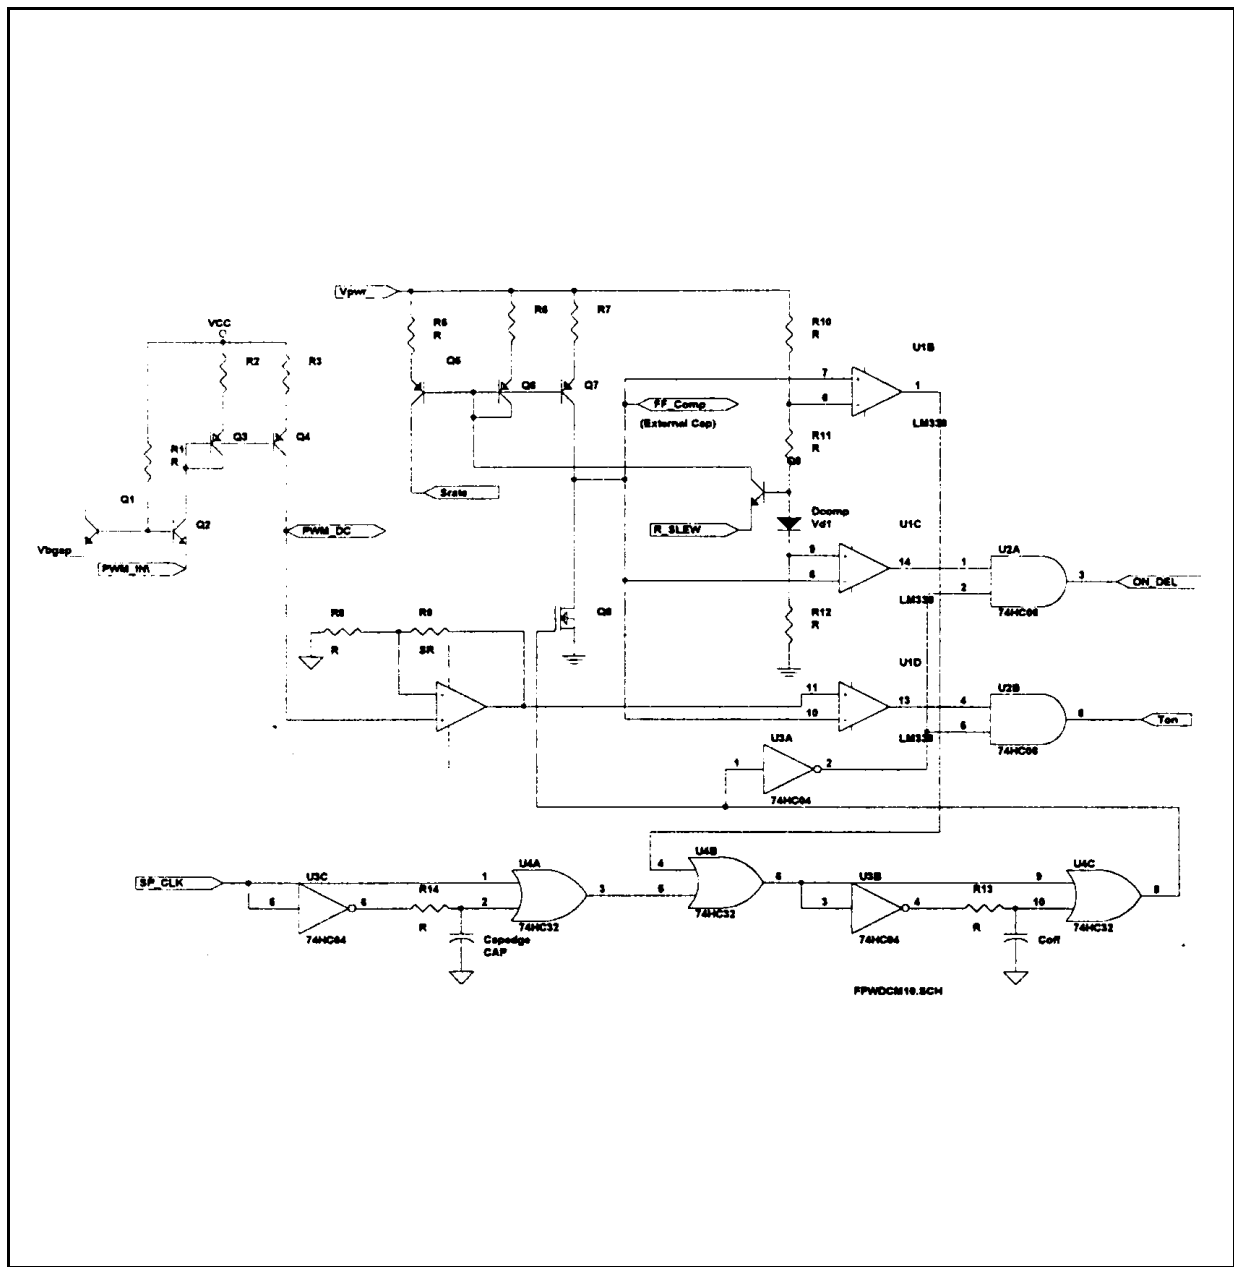 Vpwr
R5
R
R6
R7
R10
R
VCC
R2
R3
Q5
Q6
Q7
U1B
7
6
1
LM339
FF_Comp
(External Cap)
R11
R
Q3
Q4
R1
R
Q1
Q2
Srate
R_SLEW
Dcomp
Vd1
U1C
Vbgap
PWM_DC
PWM_IN\
9
14
U2A
1
2
3
ON_DEL
LM339
R8
R
R9
Q8
R12
R
U1D
11
10
13
U2B
4
5
6
Ton
LM339
U3A
1
2
74HC04
SP_CLK
U3C
5
6
74HC04
R14
R
Capedge
CAP
U4A
1
2
3
74HC32
U4B
4
5
6
74HC32
U3B
3
4
74HC04
R13
R
Coff
U4C
9
10
8
74HC32
FPWDCM10.SCH